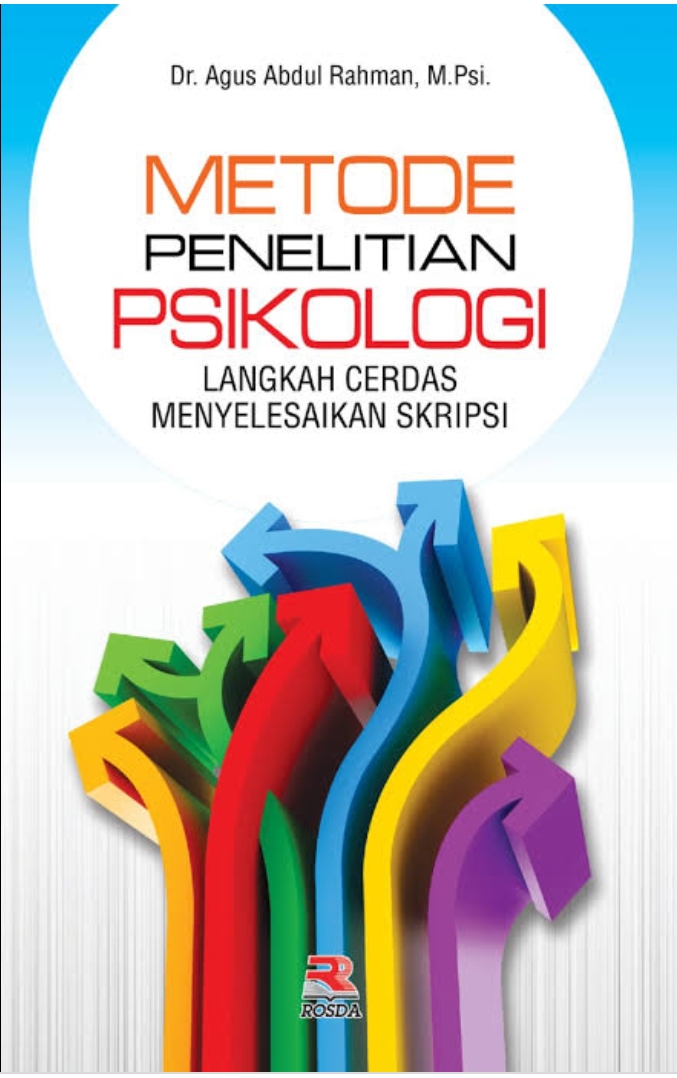 Dr. Agus Abdul Rahman, M.Psi.
METODE
PENELITIAN
PSIKOLOGI
LANGKAH CERDAS
MENYELESAIKAN SKRIPSI
ROSDA